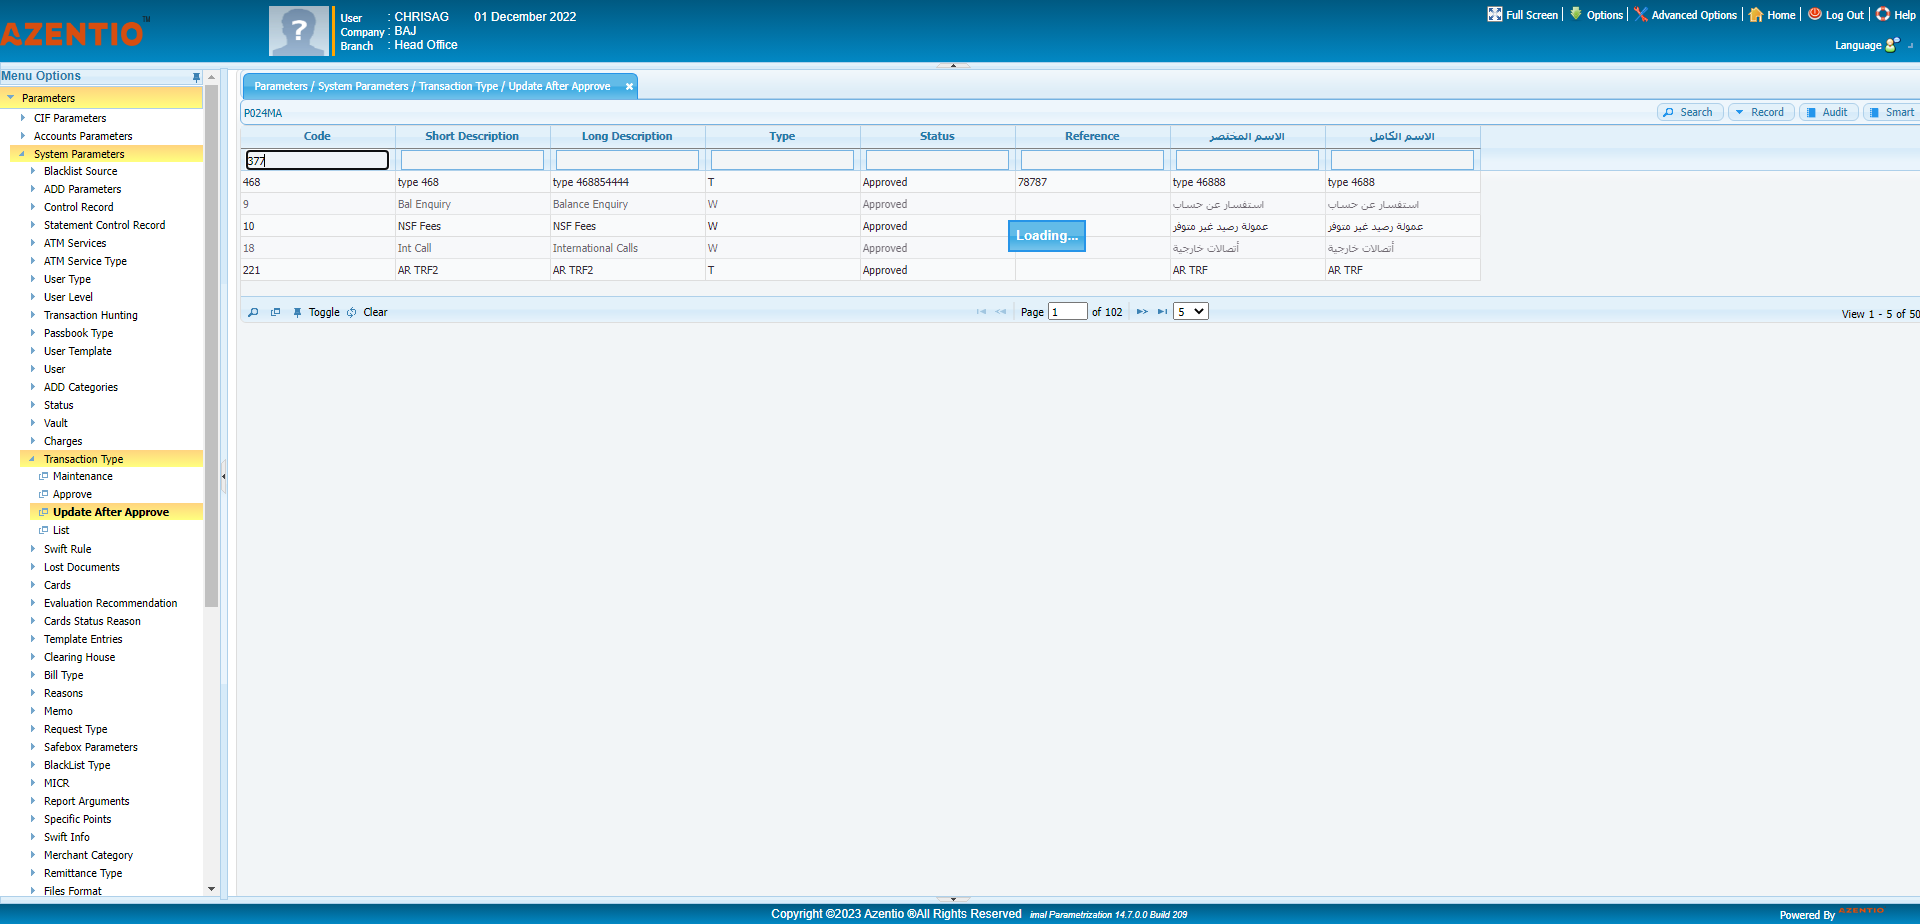 AZENTIO™
User : CHRISAG 01 December 2022
Company : BAJ
Branch : Head Office
Full Screen Options Advanced Options Home Log Out Help
Language
Menu Options
Parameters
CIF Parameters
Accounts Parameters
System Parameters
Blacklist Source
ADD Parameters
Control Record
Statement Control Record
ATM Services
ATM Service Type
User Type
User Level
Transaction Hunting
Passbook Type
User Template
User
ADD Categories
Status
Vault
Charges
Transaction Type
Maintenance
Approve
Update After Approve
List
Swift Rule
Lost Documents
Cards
Evaluation Recommendation
Cards Status Reason
Template Entries
Clearing House
Bill Type
Reasons
Memo
Request Type
Safebox Parameters
BlackList Type
MICR
Report Arguments
Specific Points
Swift Info
Merchant Category
Remittance Type
Files Format
Parameters / System Parameters / Transaction Type / Update After Approve
P024MA
Search Record Audit Smart
Code Short Description Long Description Type Status Reference الاسم المختصر الاسم الكامل
377
468 type 468 type 468854444 T Approved 78787 type 46888 type 4688
9 Bal Enquiry Balance Enquiry W Approved استفسار عن حساب استفسار عن حساب
10 NSF Fees NSF Fees W Approved عمولة رصيد غير متوفر عمولة رصيد غير متوفر
18 Int Call International Calls W Approved أتصالات خارجية أتصالات خارجية
221 AR TRF2 AR TRF2 T Approved AR TRF AR TRF
Loading...
Toggle Clear
Page 1 of 102 5
View 1 - 5 of 50
Copyright ©2023 Azentio ®All Rights Reserved imal Parametrization 14.7.0.0 Build 209
Powered By AZENTIO